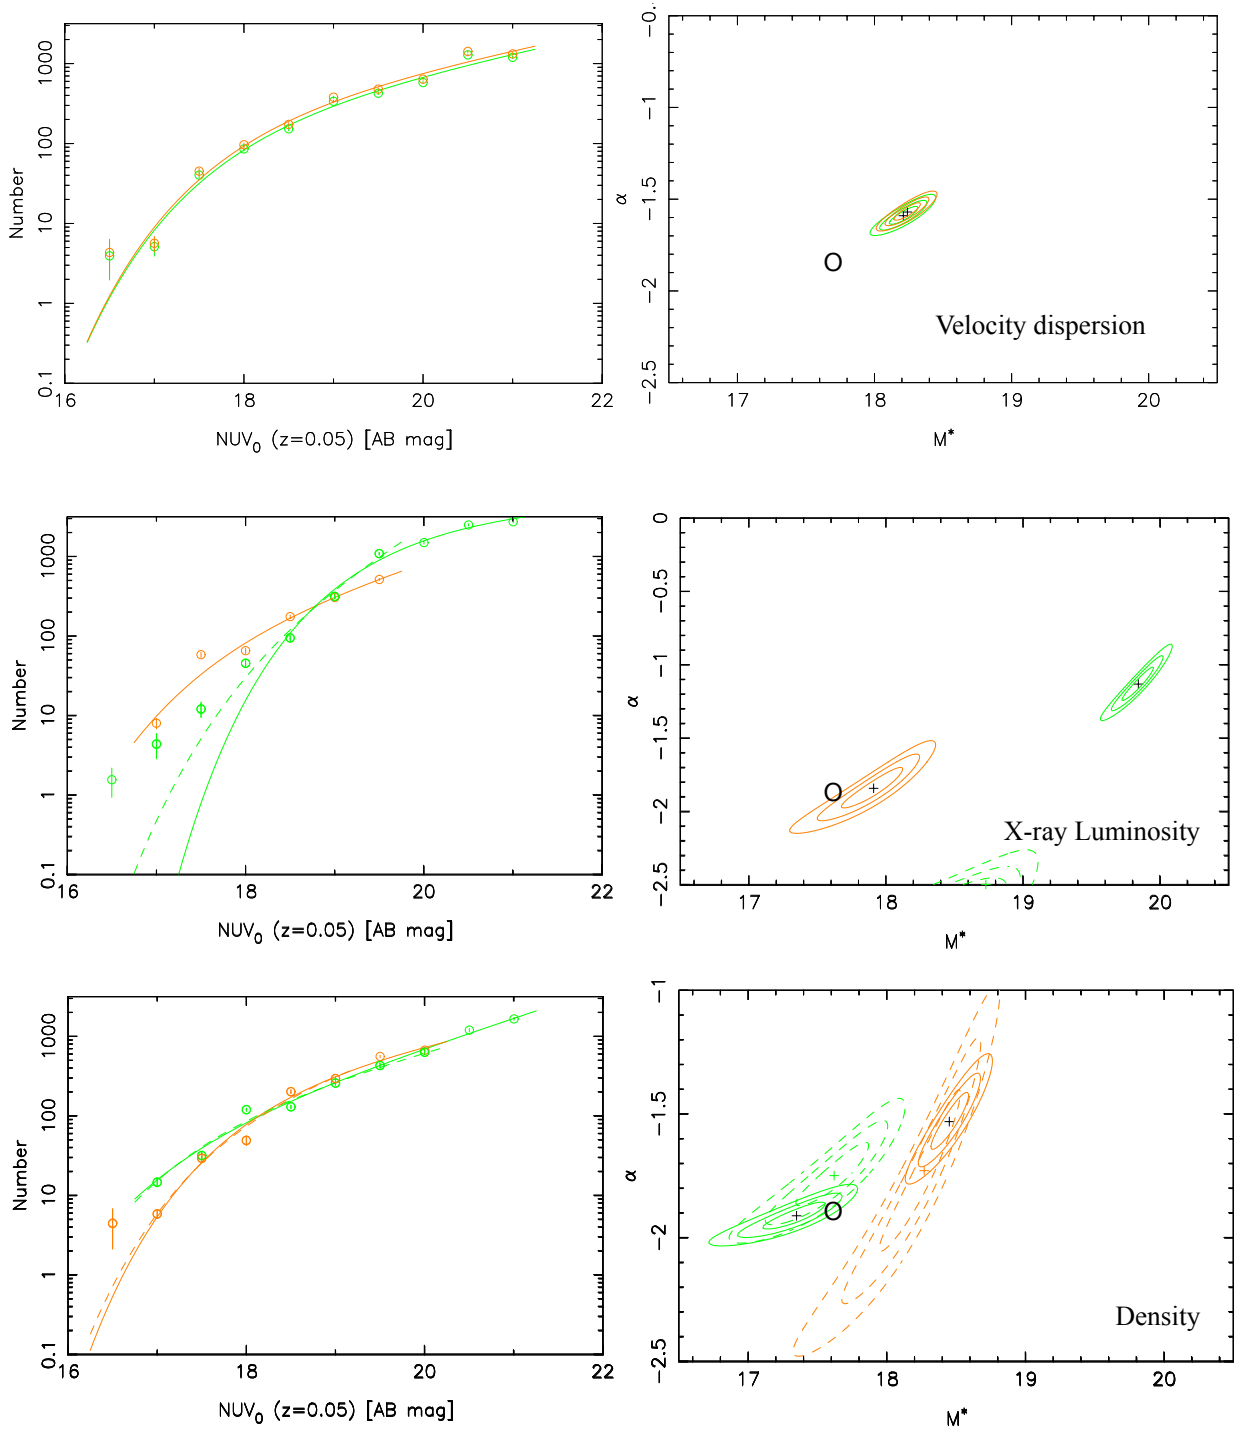 1000
100
10
1
0.1
Number
16
18
20
22
NUV0 (z=0.05) [AB mag]
−1
−1.5
−2
−2.5
α
O
Velocity dispersion
17
18
19
20
M*
1000
100
10
1
0.1
Number
16
18
20
22
NUV0 (z=0.05) [AB mag]
0
−0.5
−1
−1.5
−2
−2.5
α
O
X-ray Luminosity
17
18
19
20
M*
1000
100
10
1
0.1
Number
16
18
20
22
NUV0 (z=0.05) [AB mag]
−1
−1.5
−2
−2.5
α
O
Density
17
18
19
20
M*